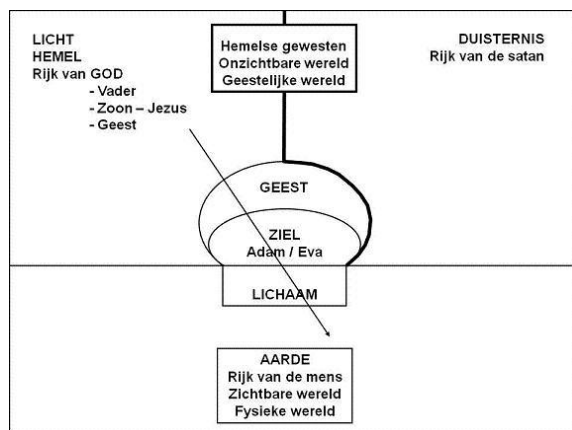 LICHT
HEMEL
Rijk van GOD
- Vader
- Zoon – Jezus
- Geest
Hemelse gewesten
Onzichtbare wereld
Geestelijke wereld
DUISTERNIS
Rijk van de satan
GEEST
ZIEL
Adam / Eva
LICHAAM
AARDE
Rijk van de mens
Zichtbare wereld
Fysieke wereld